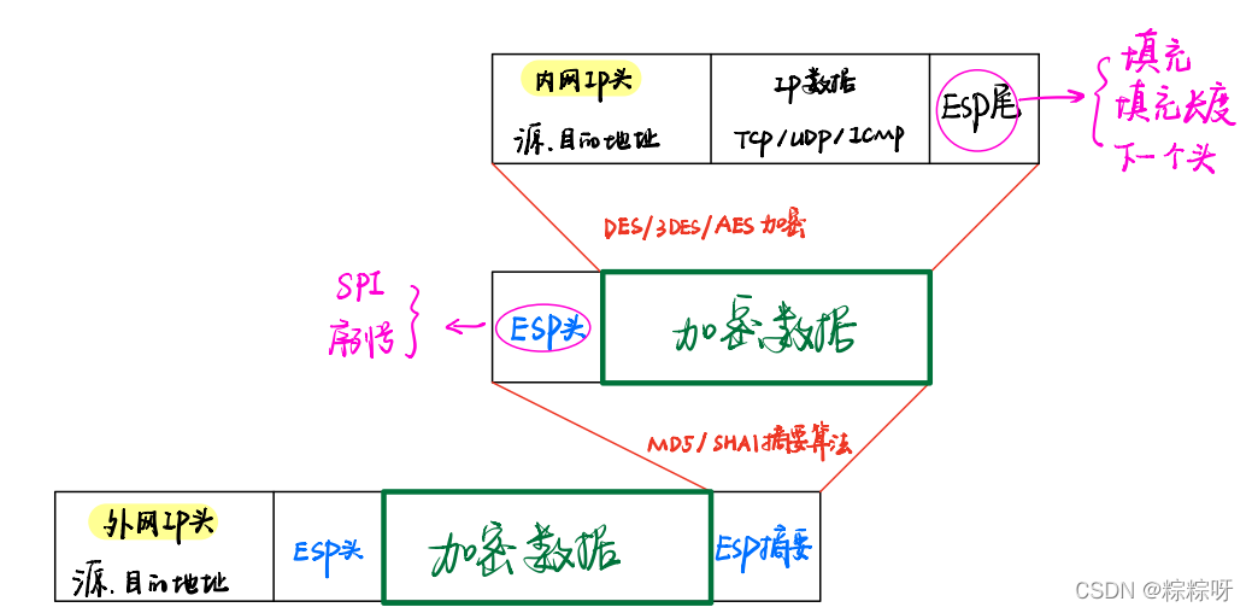 内网IP头
源.目的地址
IP数据
TCP/UDP/ICMP
ESP尾
填充
填充长度
下一个头
DES/3DES/AES加密
SPI
序列号
ESP头
加密数据
MD5/SHA1摘要算法
外网IP头
源.目的地址
ESP头
加密数据
ESP摘要
CSDN @粽粽呀